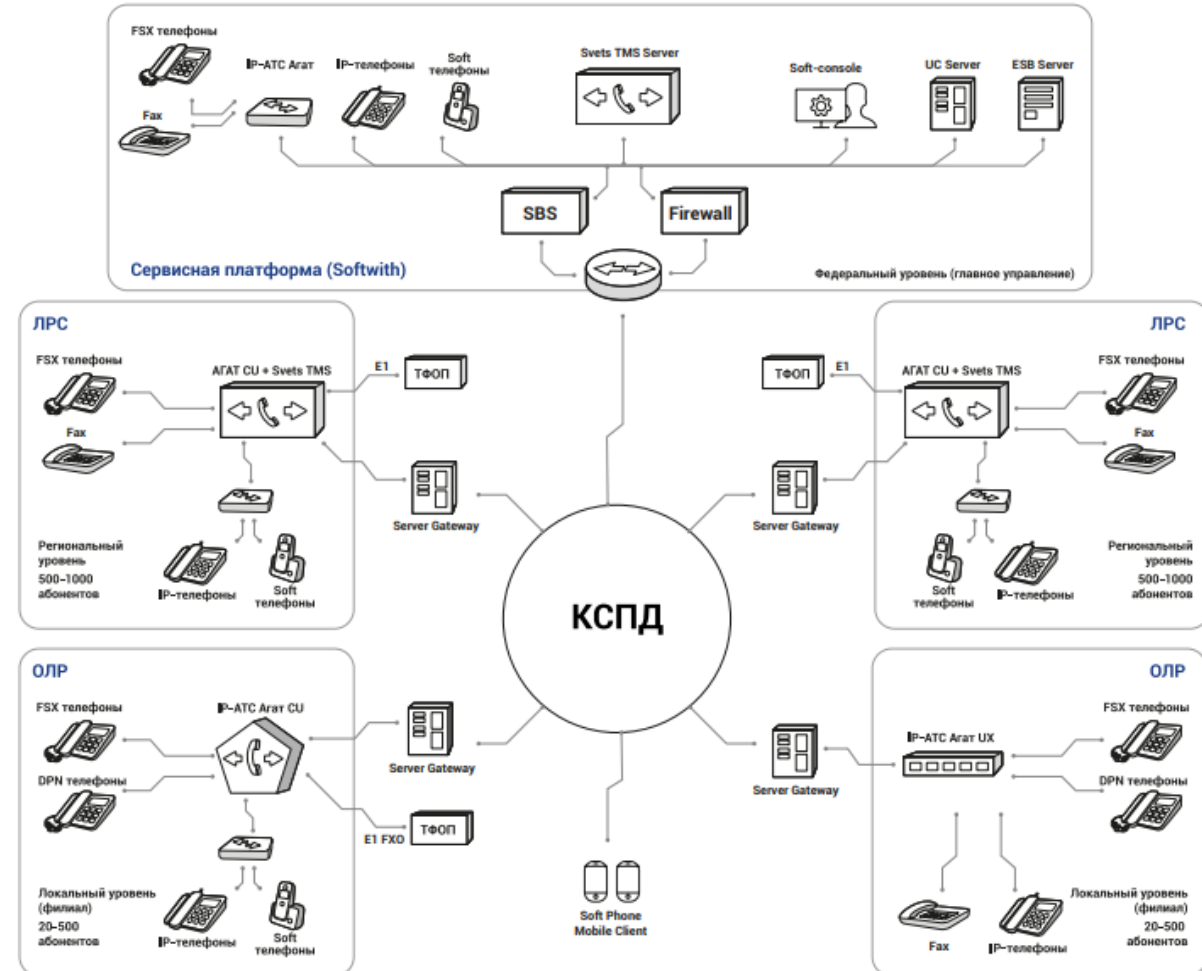 FSX телефоны
IP-АТС Агат
IP-телефоны
Soft
телефоны
Svets TMS Server
Soft-console
UC Server
ESB Server
Fax
SBS
Firewall
Сервисная платформа (Softwith)
Федеральный уровень (главное управление)
ЛРС
FSX телефоны
АГАТ CU + Svets TMS
E1
ТФОП
Fax
Server Gateway
Региональный
уровень
500-1000
абонентов
IP-телефоны
Soft
телефоны
ЛРС
ТФОП
E1
АГАТ CU + Svets TMS
FSX телефоны
Fax
Server Gateway
Региональный
уровень
500-1000
абонентов
Soft
телефоны
IP-телефоны
КСПД
ОЛР
FSX телефоны
IP-АТС Агат CU
DPN телефоны
Server Gateway
E1 FXO
ТФОП
Локальный уровень
(филиал)
20-500
абонентов
IP-телефоны
Soft
телефоны
Soft Phone
Mobile Client
ОЛР
FSX телефоны
IP-АТС Агат UX
DPN телефоны
Server Gateway
Локальный уровень
(филиал)
20-500
абонентов
Fax
IP-телефоны